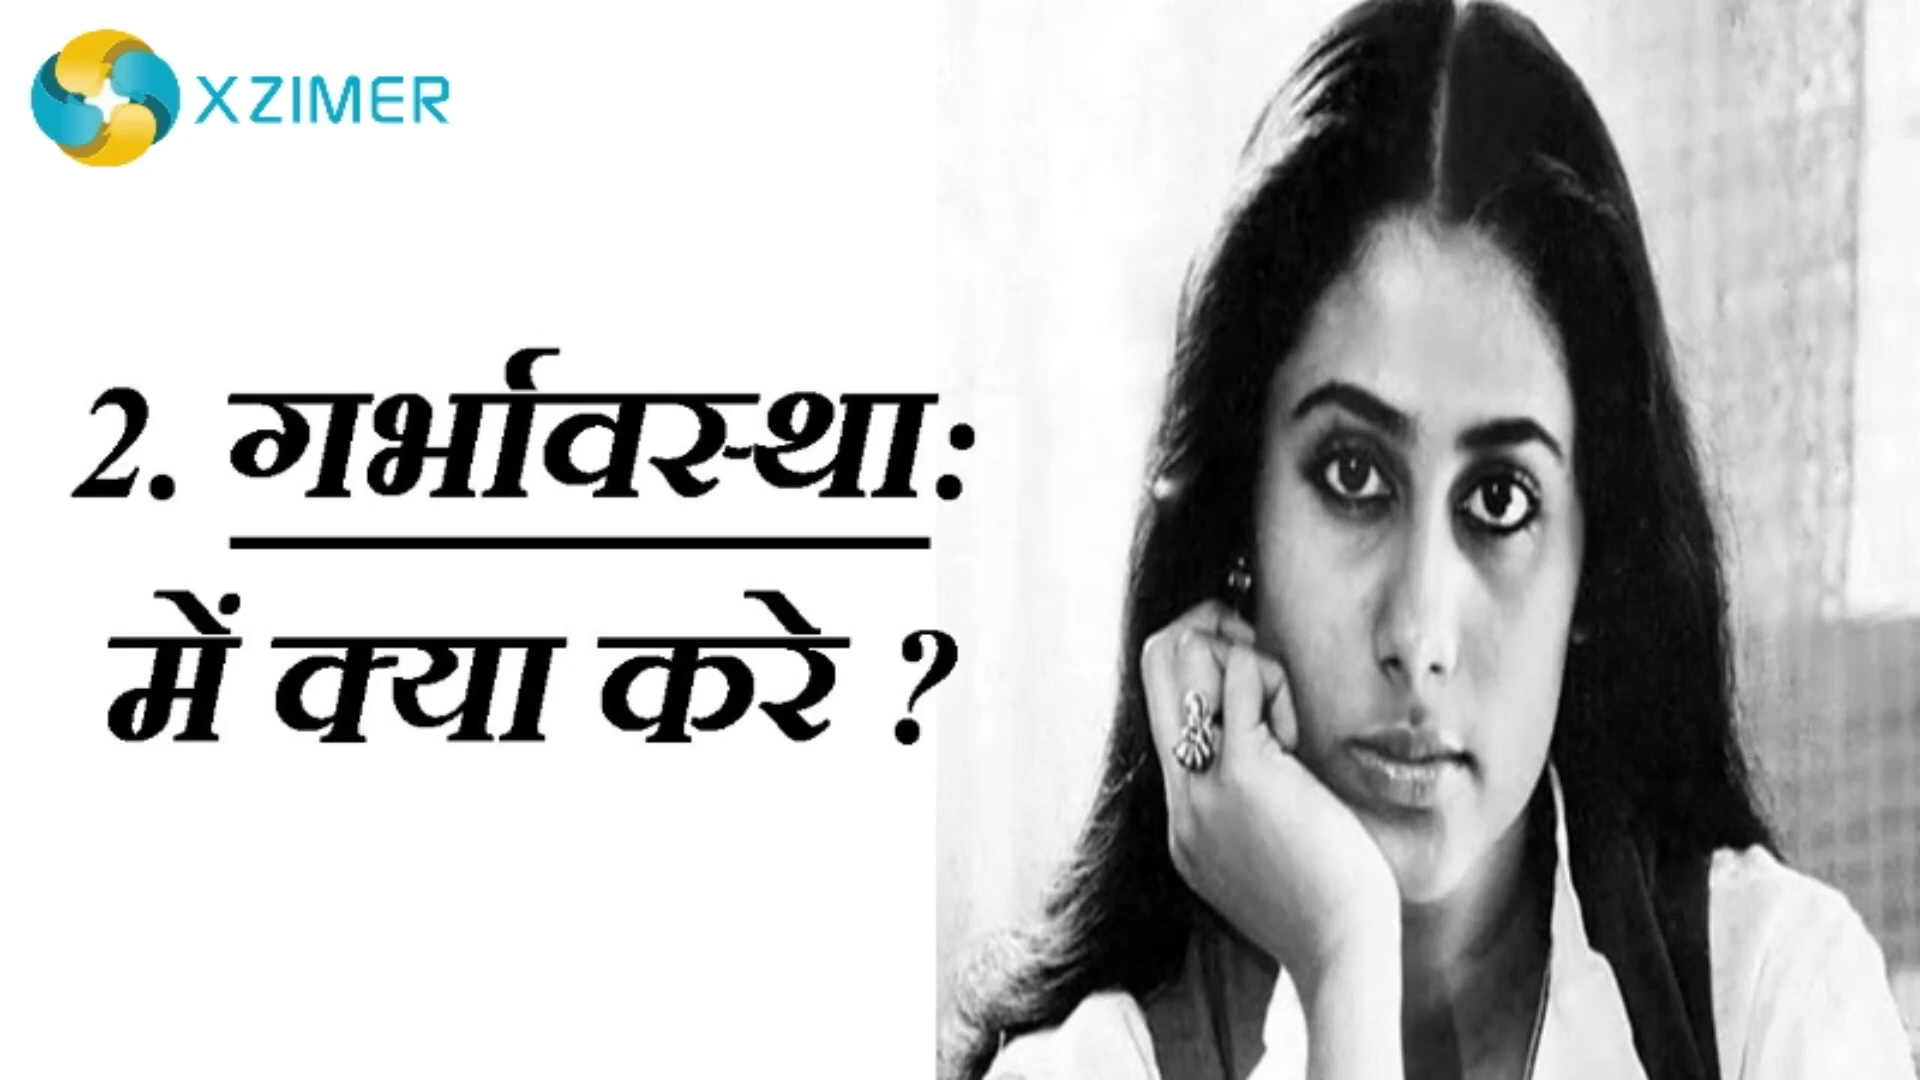 XZIMER
2. गर्भावस्था:
में क्या करे ?